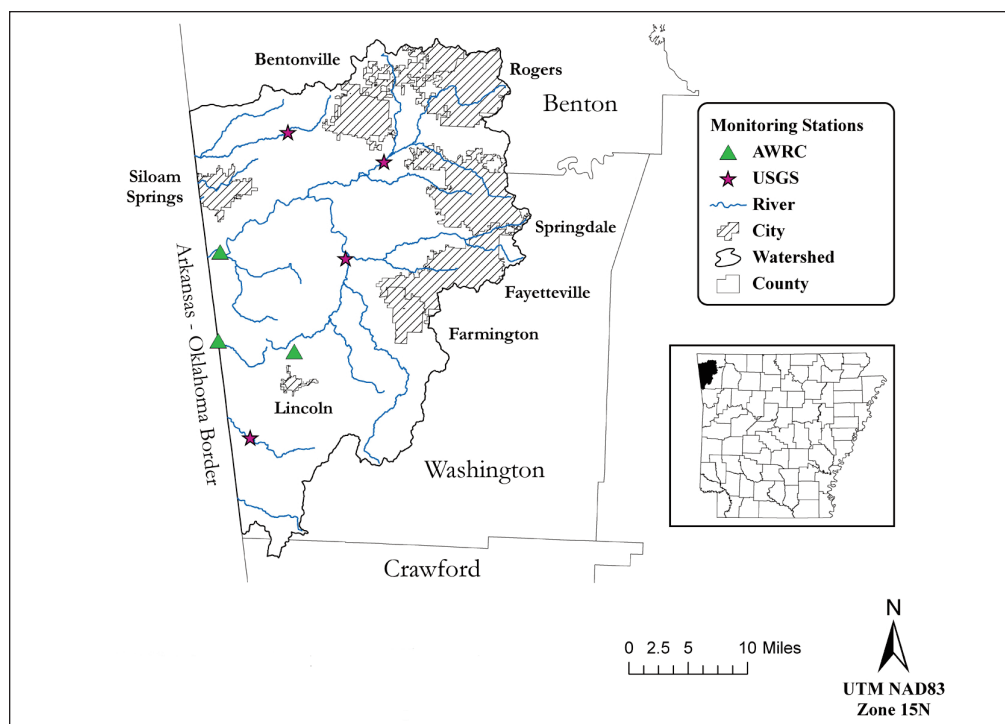 Bentonville
Rogers
Benton
Siloam
Springs
Springdale
Fayetteville
Farmington
Lincoln
Arkansas - Oklahoma Border
Washington
Crawford
Monitoring Stations
AWRC
USGS
River
City
Watershed
County
0 2.5 5 10 Miles
N
UTM NAD83
Zone 15N